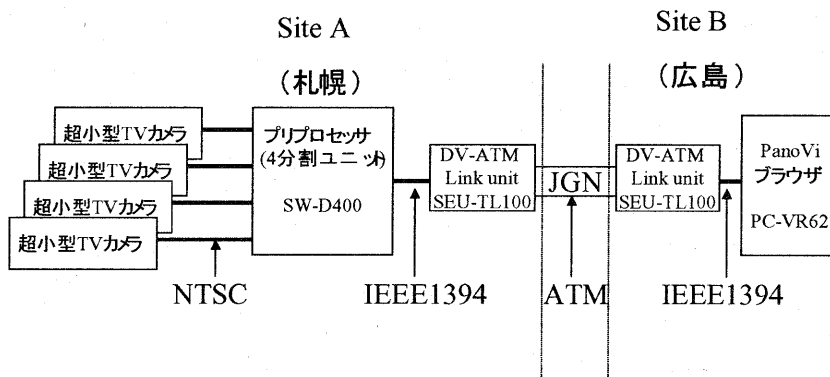 Site A
(札幌)
Site B
(広島)
超小型TVカメラ
超小型TVカメラ
超小型TVカメラ
超小型TVカメラ
プリプロセッサ
(4分割ユニット)
SW-D400
DV-ATM
Link unit
SEU-TL100
JGN
DV-ATM
Link unit
SEU-TL100
PanoVi
ブラウザ
PC-VR62
NTSC
IEEE1394
ATM
IEEE1394